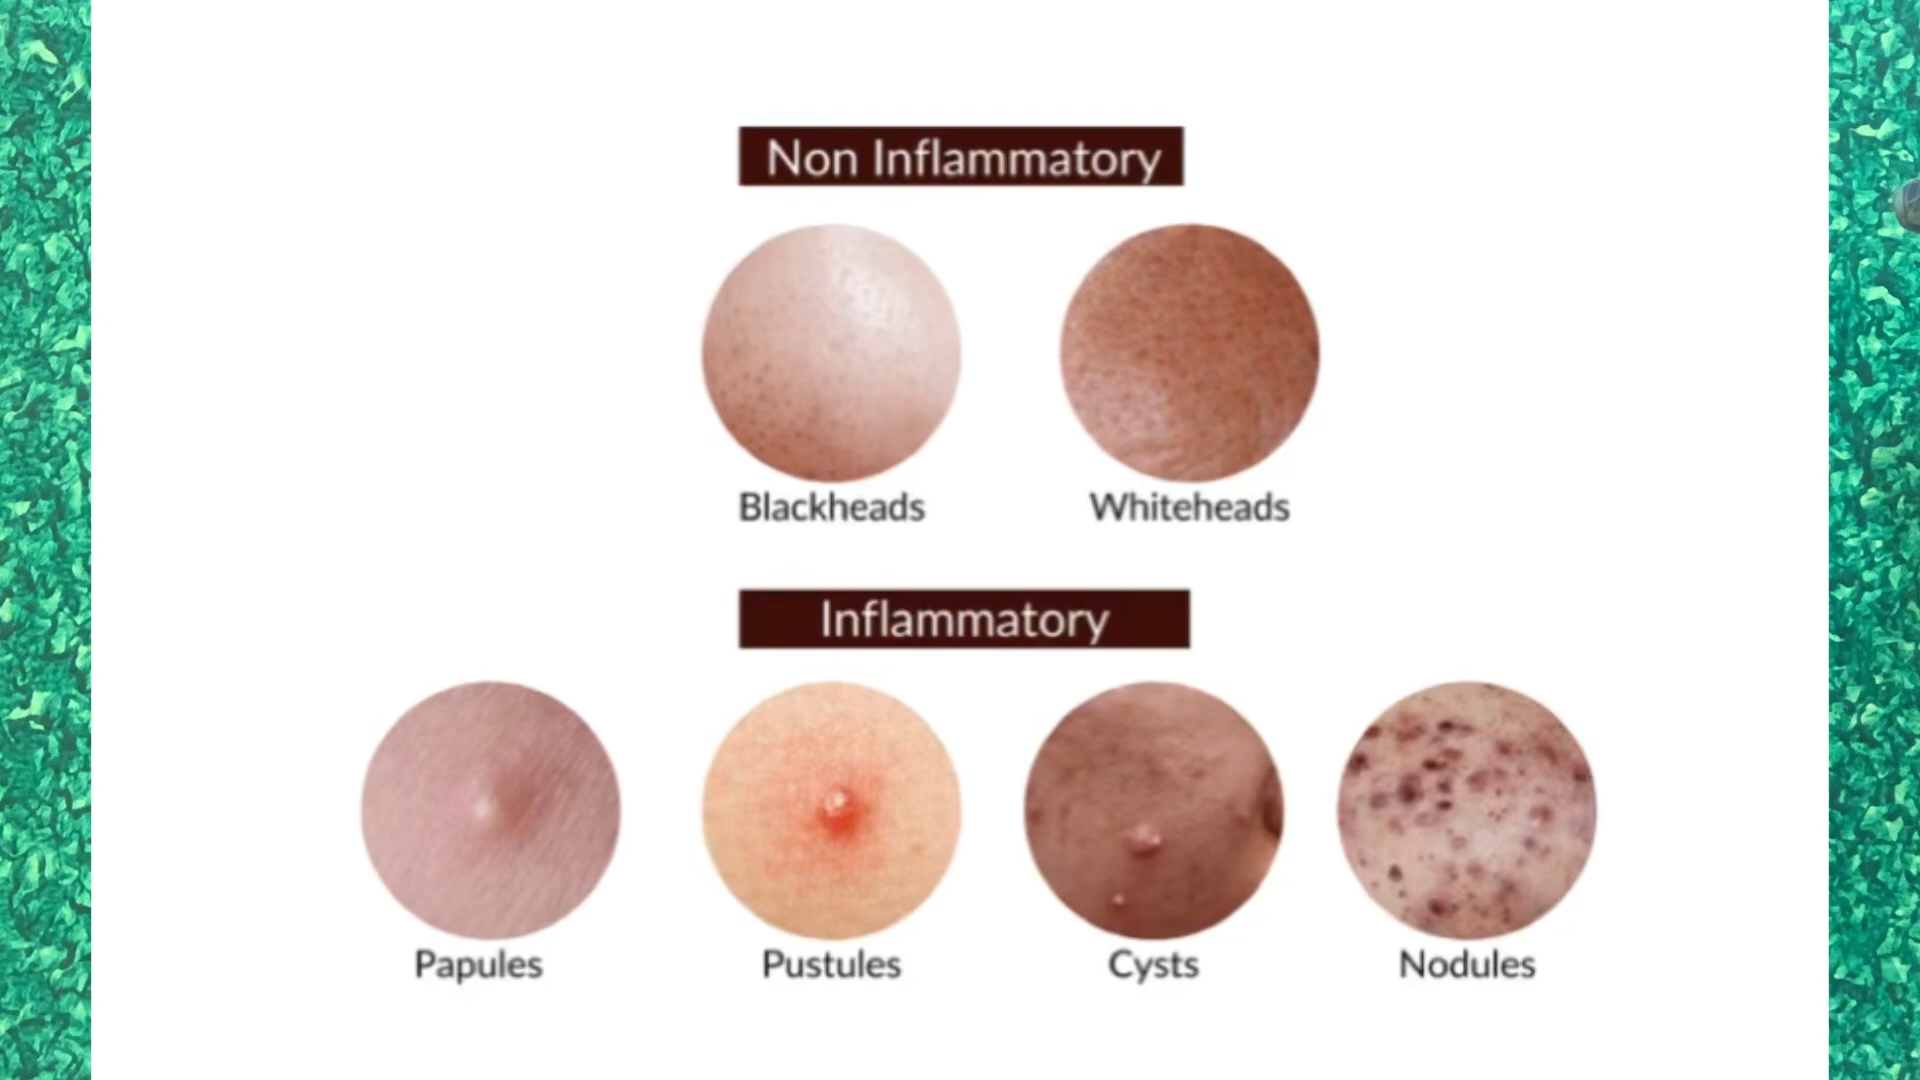 Non Inflammatory
Blackheads
Whiteheads
Inflammatory
Papules
Pustules
Cysts
Nodules